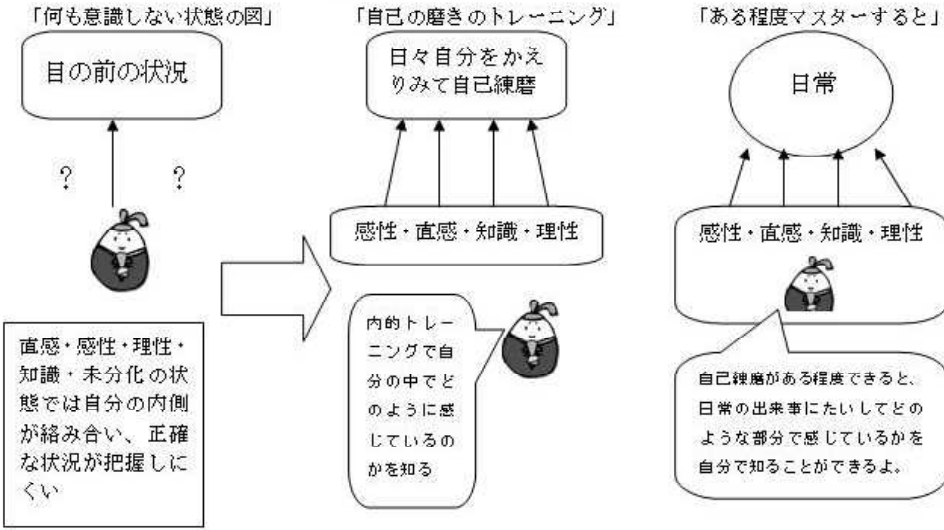 「何も意識しない状態の図」
目の前の状況
? ?
直感・感性・理性・
知識・未分化の状
態では自分の内側
が絡み合い、正確
な状況が把握しに
くい
「自己の磨きのトレーニング」
日々自分をかえ
りみて自己練磨
感性・直感・知識・理性
内的トレー
ニングで自
分の中でど
のように感
じているの
かを知る
「ある程度マスターすると」
日常
感性・直感・知識・理性
自己練磨がある程度できると、
日常の出来事にたいしてどの
ような部分で感じているかを
自分で知ることができるよ。